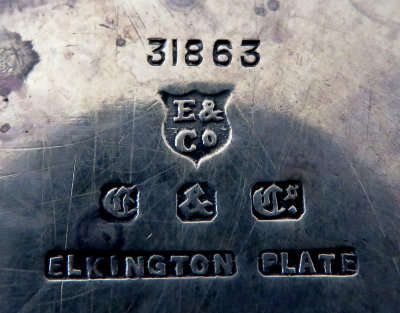 31863
E&
Co
E & Co.
ELKINGTON PLATE